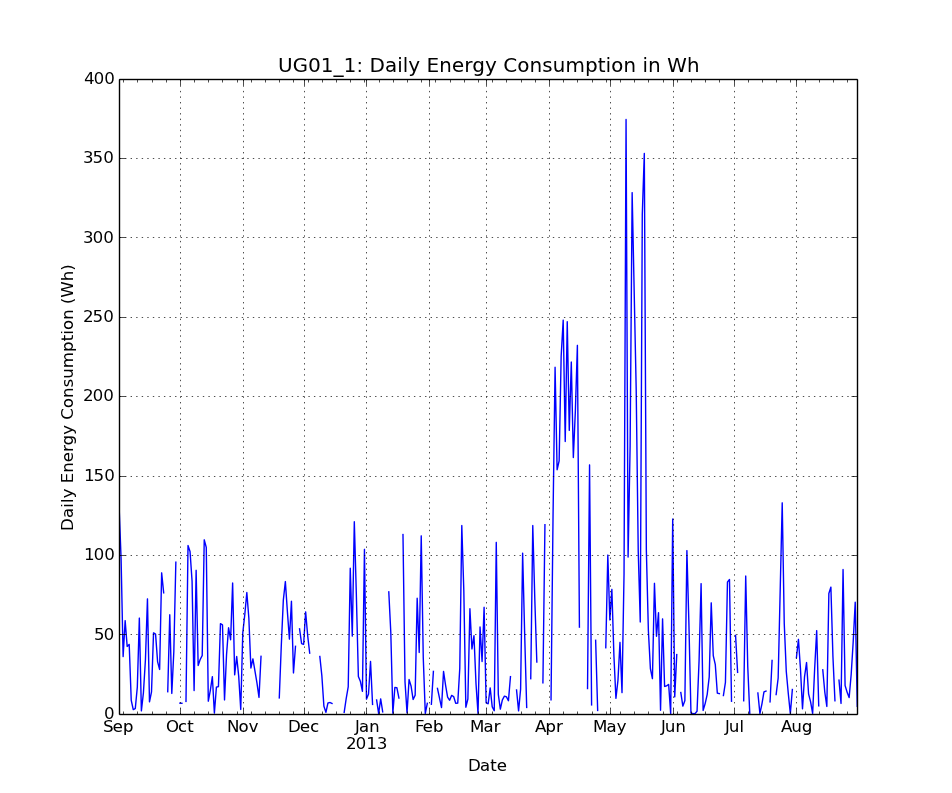 UG01_1: Daily Energy Consumption in Wh
400
350
300
250
200
150
100
50
0
Daily Energy Consumption (Wh)
Sep Oct Nov Dec Jan Feb Mar Apr May Jun Jul Aug
2013
Date